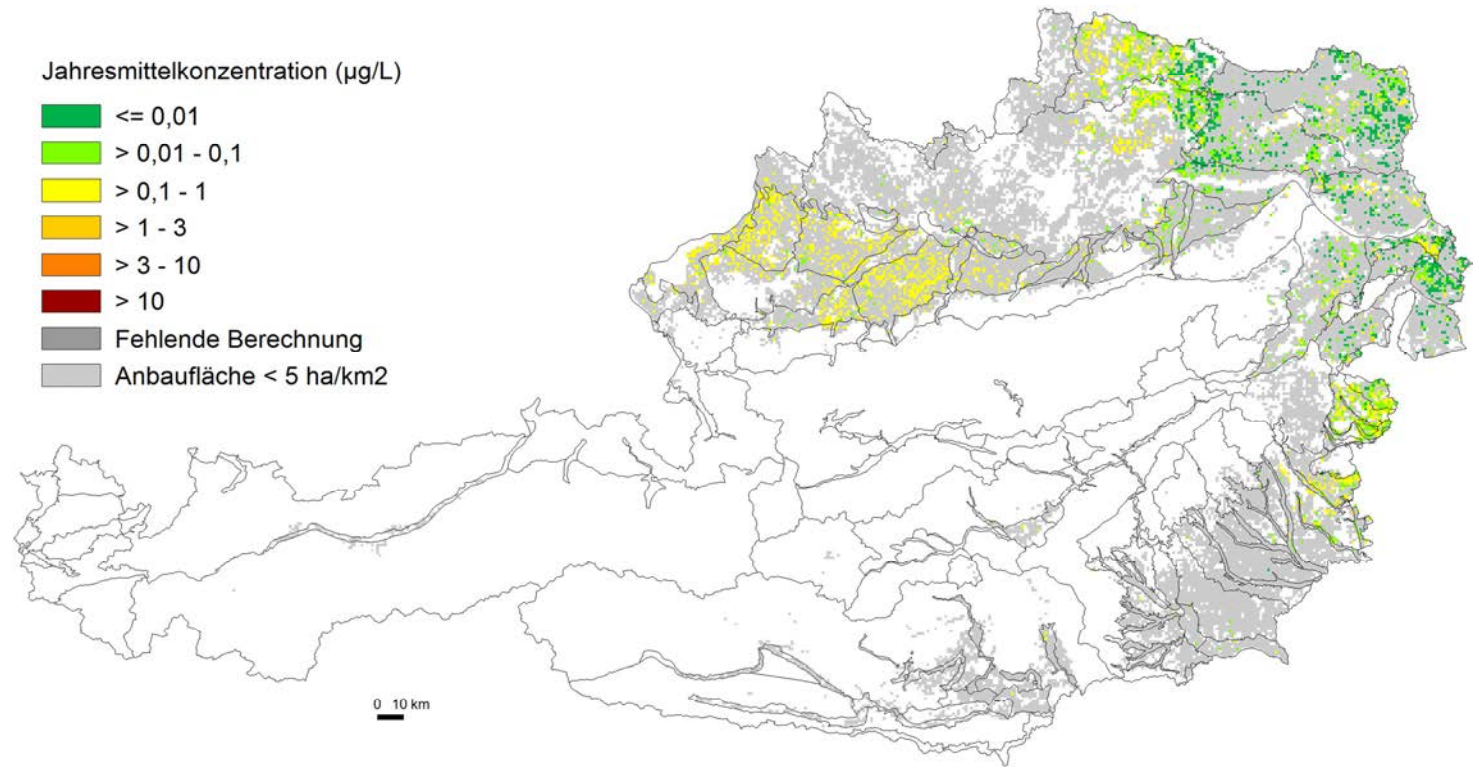 Jahresmittelkonzentration (µg/L)
<= 0,01
> 0,01 - 0,1
> 0,1 - 1
> 1 - 3
> 3 - 10
> 10
Fehlende Berechnung
Anbaufläche < 5 ha/km2
0 10 km